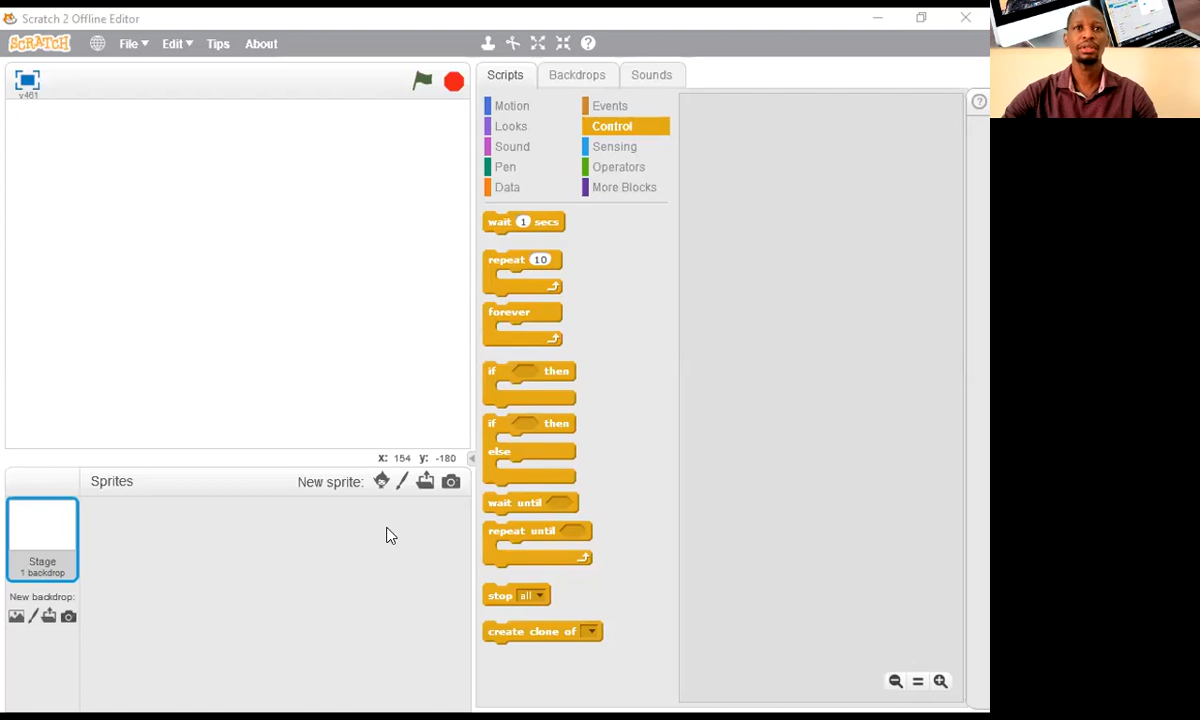 Scratch 2 Offline Editor
SCRATCH File Edit Tips About
v461
Scripts Backdrops Sounds
Motion Events
Looks Control
Sound Sensing
Pen Operators
Data More Blocks
wait 1 secs
repeat 10
forever
if then
if then
else
wait until
repeat until
stop all
create clone of
x: 154 y: -180
Sprites New sprite:
Stage
1 backdrop
New backdrop: